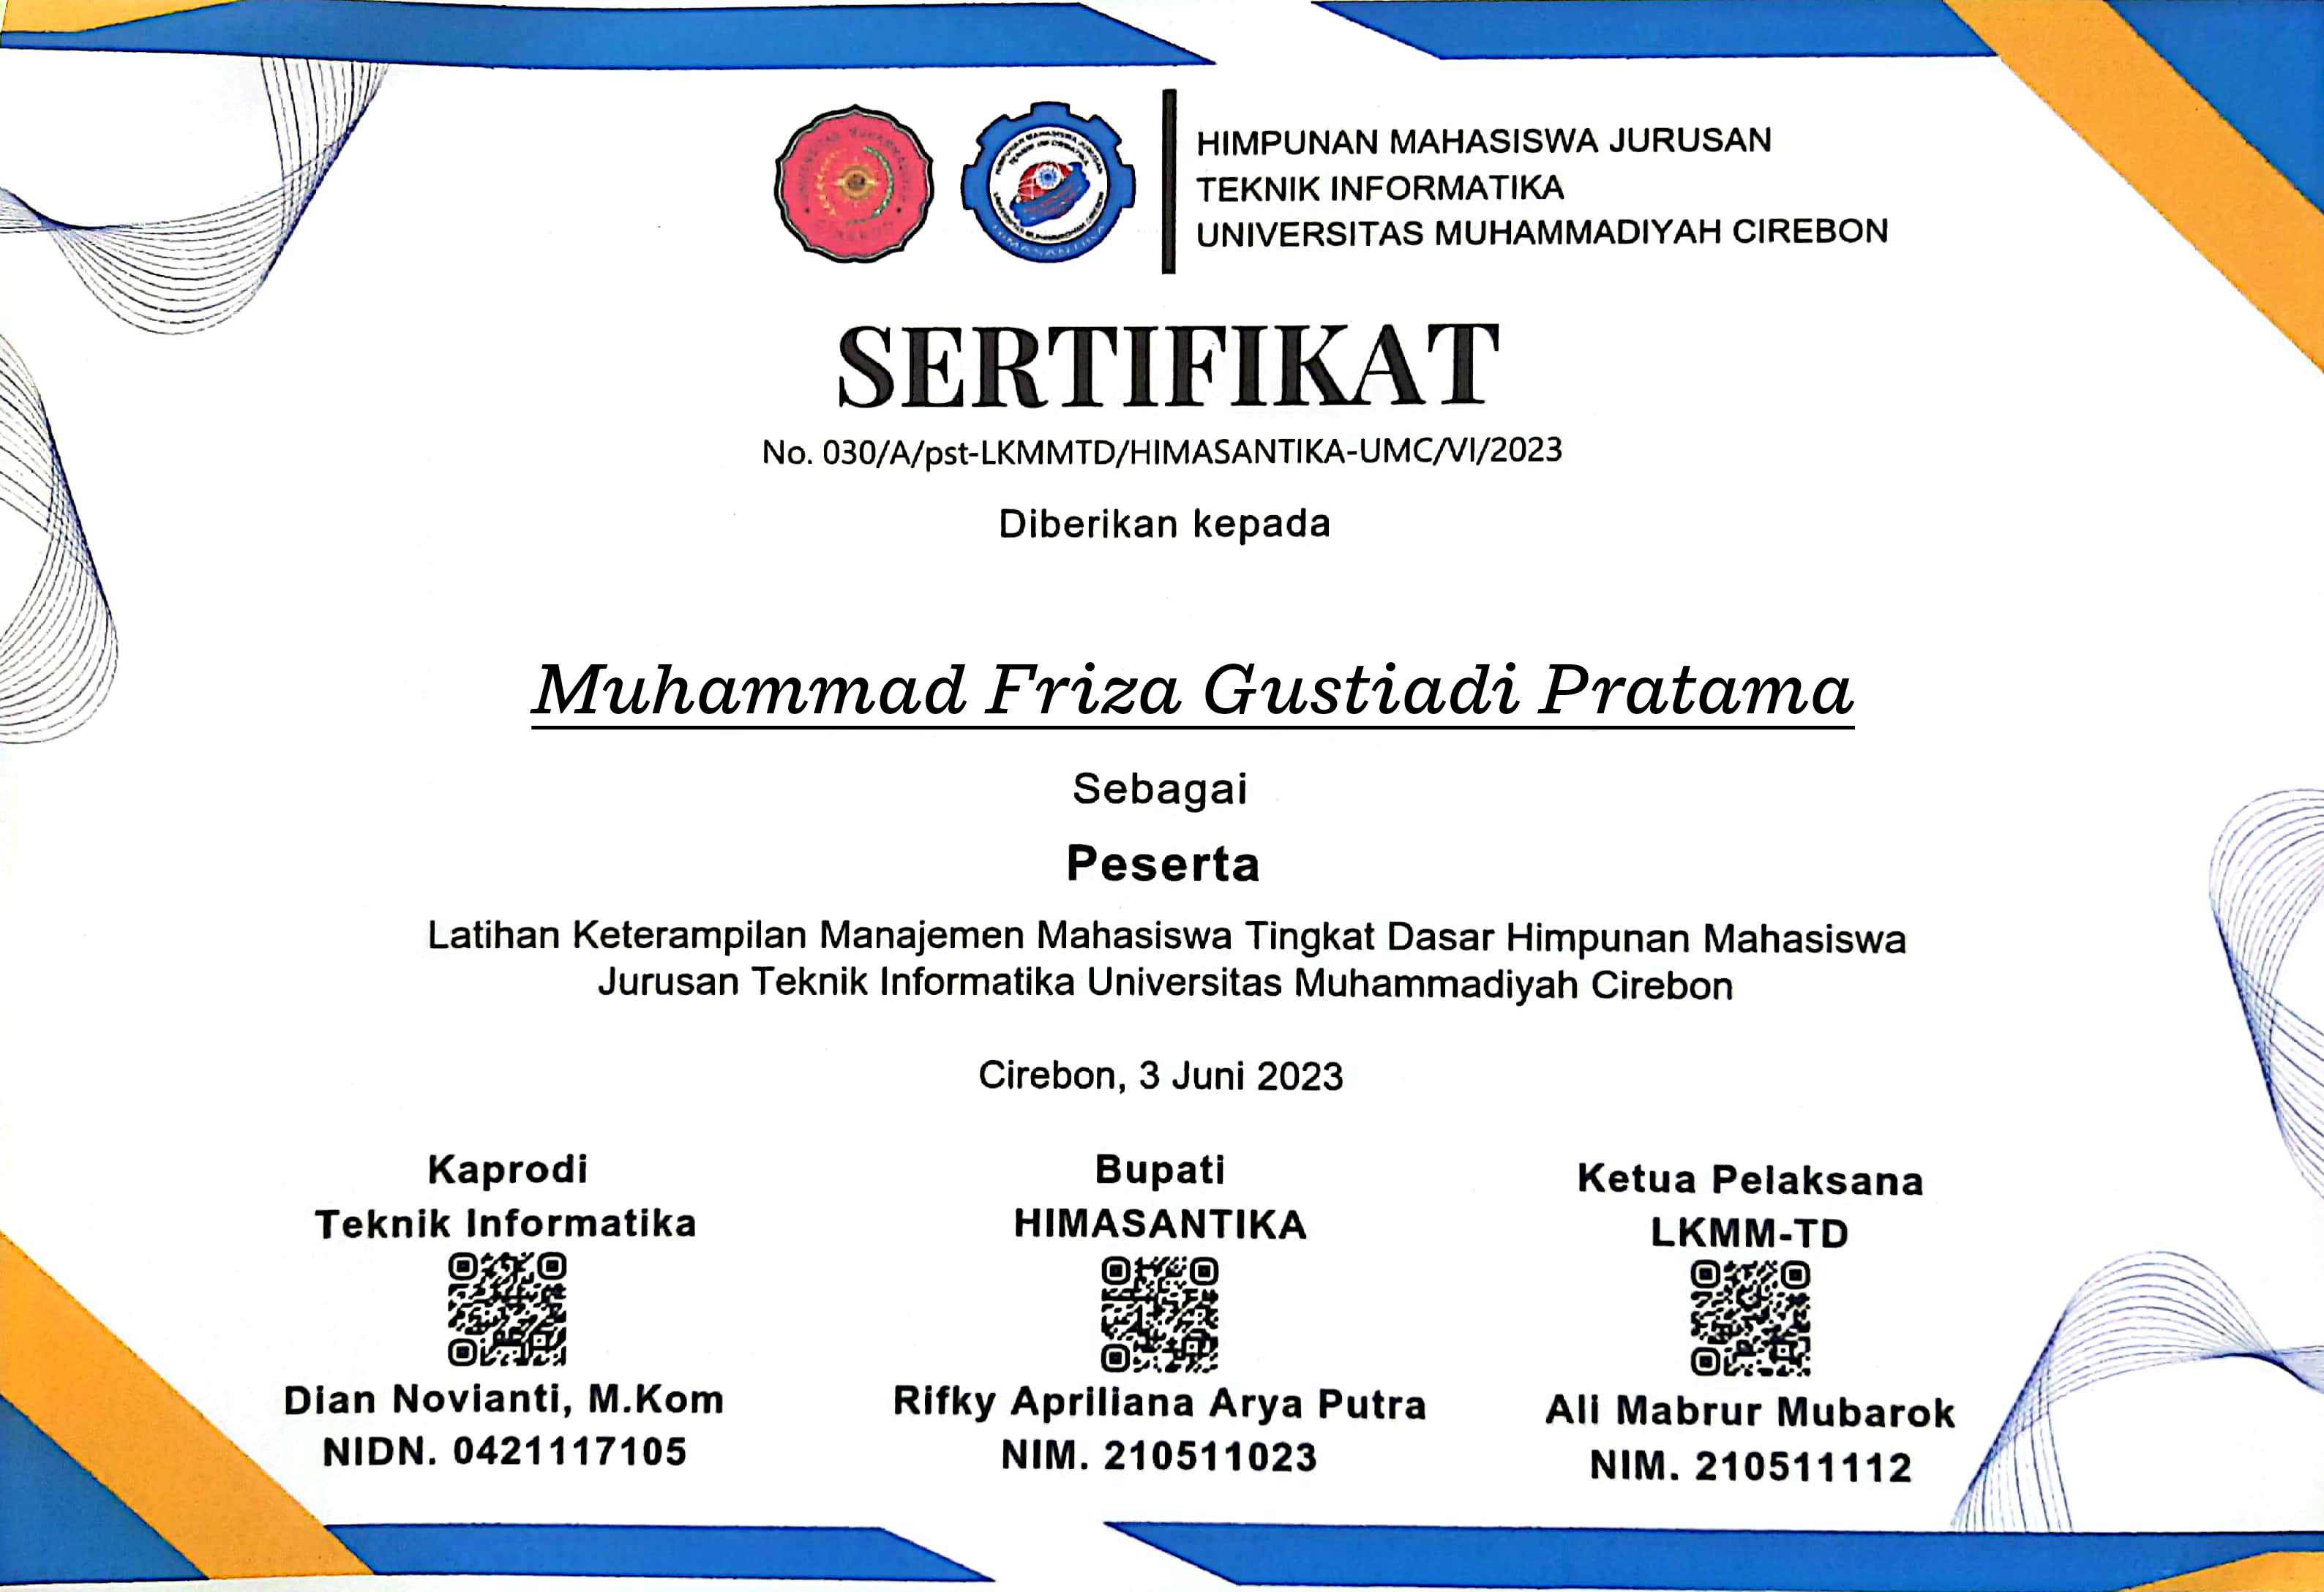 HIMPUNAN MAHASISWA JURUSAN
TEKNIK INFORMATIKA
UNIVERSITAS MUHAMMADIYAH CIREBON
HIMASANTIKA
SERTIFIKAT
No. 030/A/pst-LKMMTD/HIMASANTIKA-UMC/VI/2023
Diberikan kepada
Muhammad Friza Gustiadi Pratama
Sebagai
Peserta
Latihan Keterampilan Manajemen Mahasiswa Tingkat Dasar Himpunan Mahasiswa
Jurusan Teknik Informatika Universitas Muhammadiyah Cirebon
Cirebon, 3 Juni 2023
Kaprodi
Teknik Informatika
Dian Novianti, M.Kom
NIDN. 0421117105
Bupati
HIMASANTIKA
Rifky Apriliana Arya Putra
NIM. 210511023
Ketua Pelaksana
LKMM-TD
Ali Mabrur Mubarok
NIM. 210511112